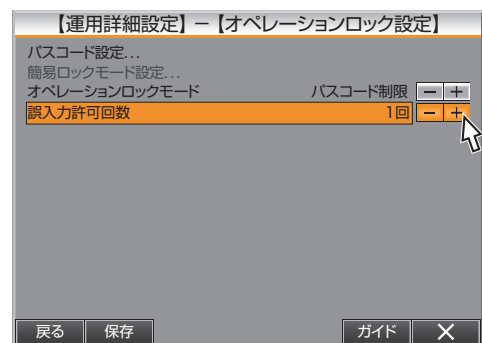 【運用詳細設定】－【オペレーションロック設定】
パスコード設定...
簡易ロックモード設定...
オペレーションロックモード パスコード制限 － ＋
誤入力許可回数 1回 － ＋
戻る 保存 ガイド ✕